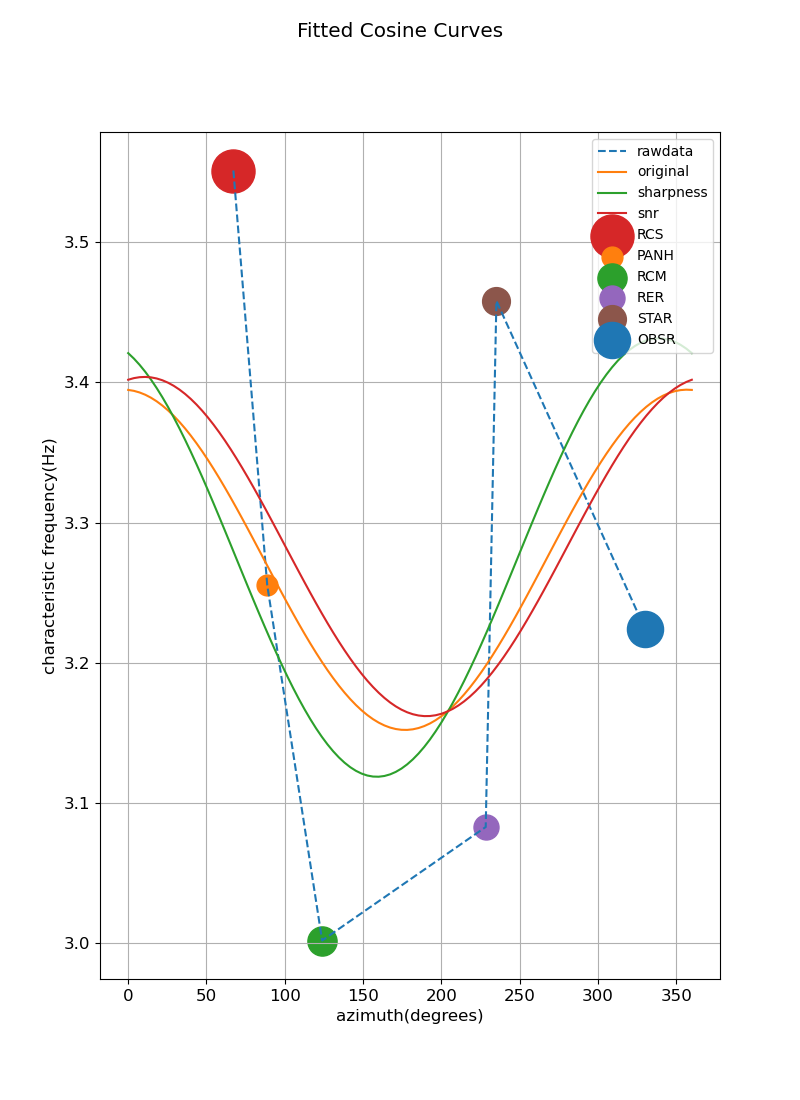 Fitted Cosine Curves
rawdata
original
sharpness
snr
RCS
PANH
RCM
RER
STAR
OBSR
characteristic frequency(Hz)
3.5
3.4
3.3
3.2
3.1
3.0
0 50 100 150 200 250 300 350
azimuth(degrees)